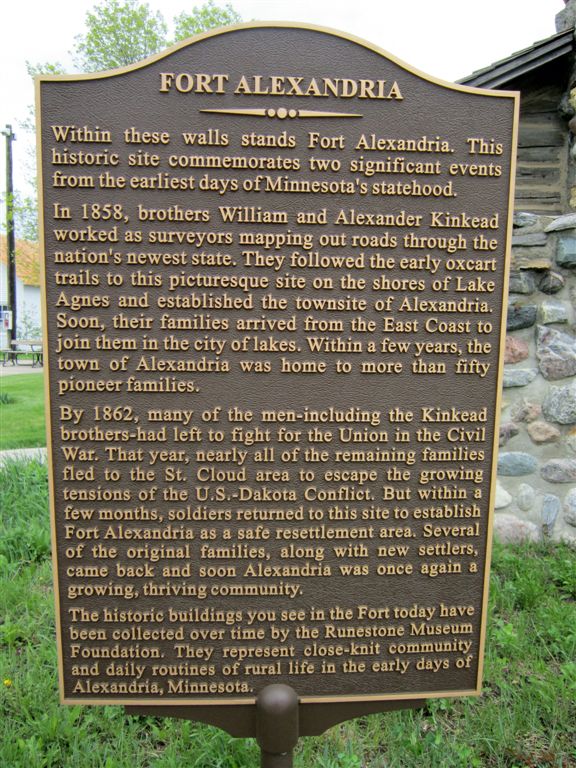 FORT ALEXANDRIA
Within these walls stands Fort Alexandria. This
historic site commemorates two significant events
from the earliest days of Minnesota's statehood.
In 1858, brothers William and Alexander Kinkead
worked as surveyors mapping out roads through the
nation's newest state. They followed the early oxcart
trails to this picturesque site on the shores of Lake
Agnes and established the townsite of Alexandria.
Soon, their families arrived from the East Coast to
join them in the city of lakes. Within a few years, the
town of Alexandria was home to more than fifty
pioneer families.
By 1862, many of the men-including the Kinkead
brothers-had left to fight for the Union in the Civil
War. That year, nearly all of the remaining families
fled to the St. Cloud area to escape the growing
tensions of the U.S.-Dakota Conflict. But within a
few months, soldiers returned to this site to establish
Fort Alexandria as a safe resettlement area. Several
of the original families, along with new settlers,
came back and soon Alexandria was once again a
growing, thriving community.
The historic buildings you see in the Fort today have
been collected over time by the Runestone Museum
Foundation. They represent close-knit community
and daily routines of rural life in the early days of
Alexandria, Minnesota.